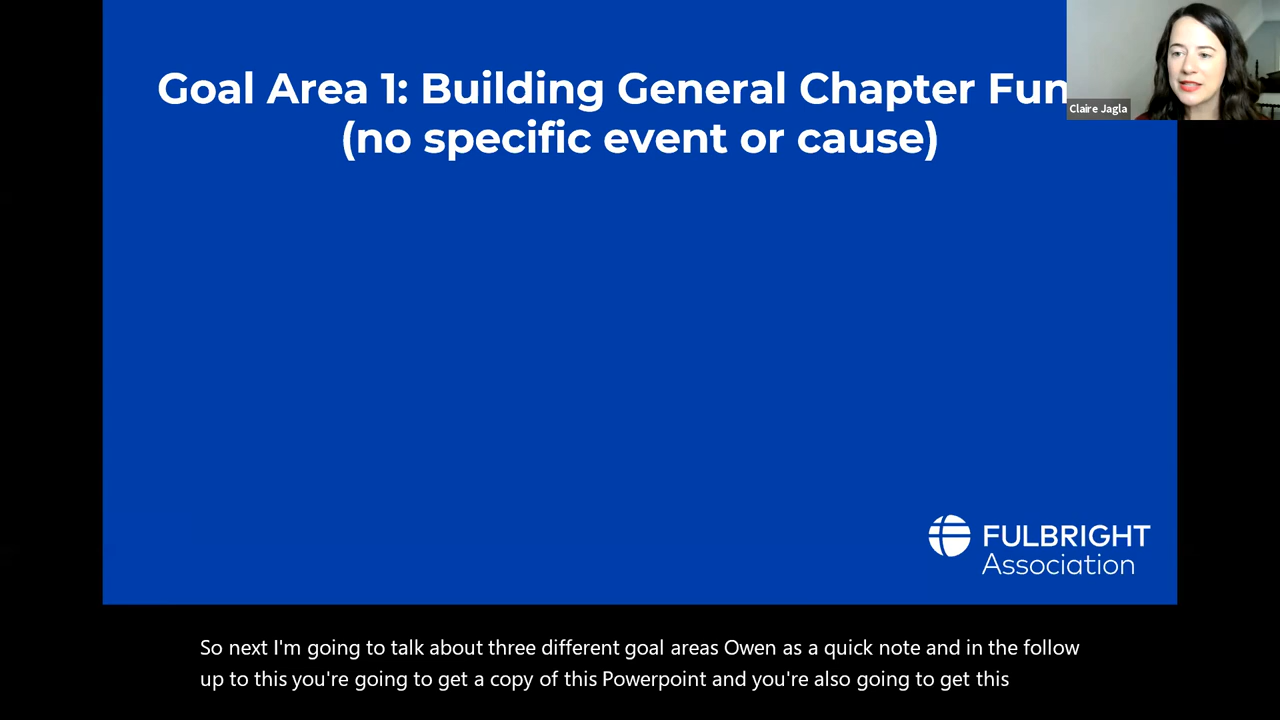 Goal Area 1: Building General Chapter Fun
(no specific event or cause)
Claire Jagla
FULBRIGHT
Association
So next I'm going to talk about three different goal areas Owen as a quick note and in the follow
up to this you're going to get a copy of this Powerpoint and you're also going to get this